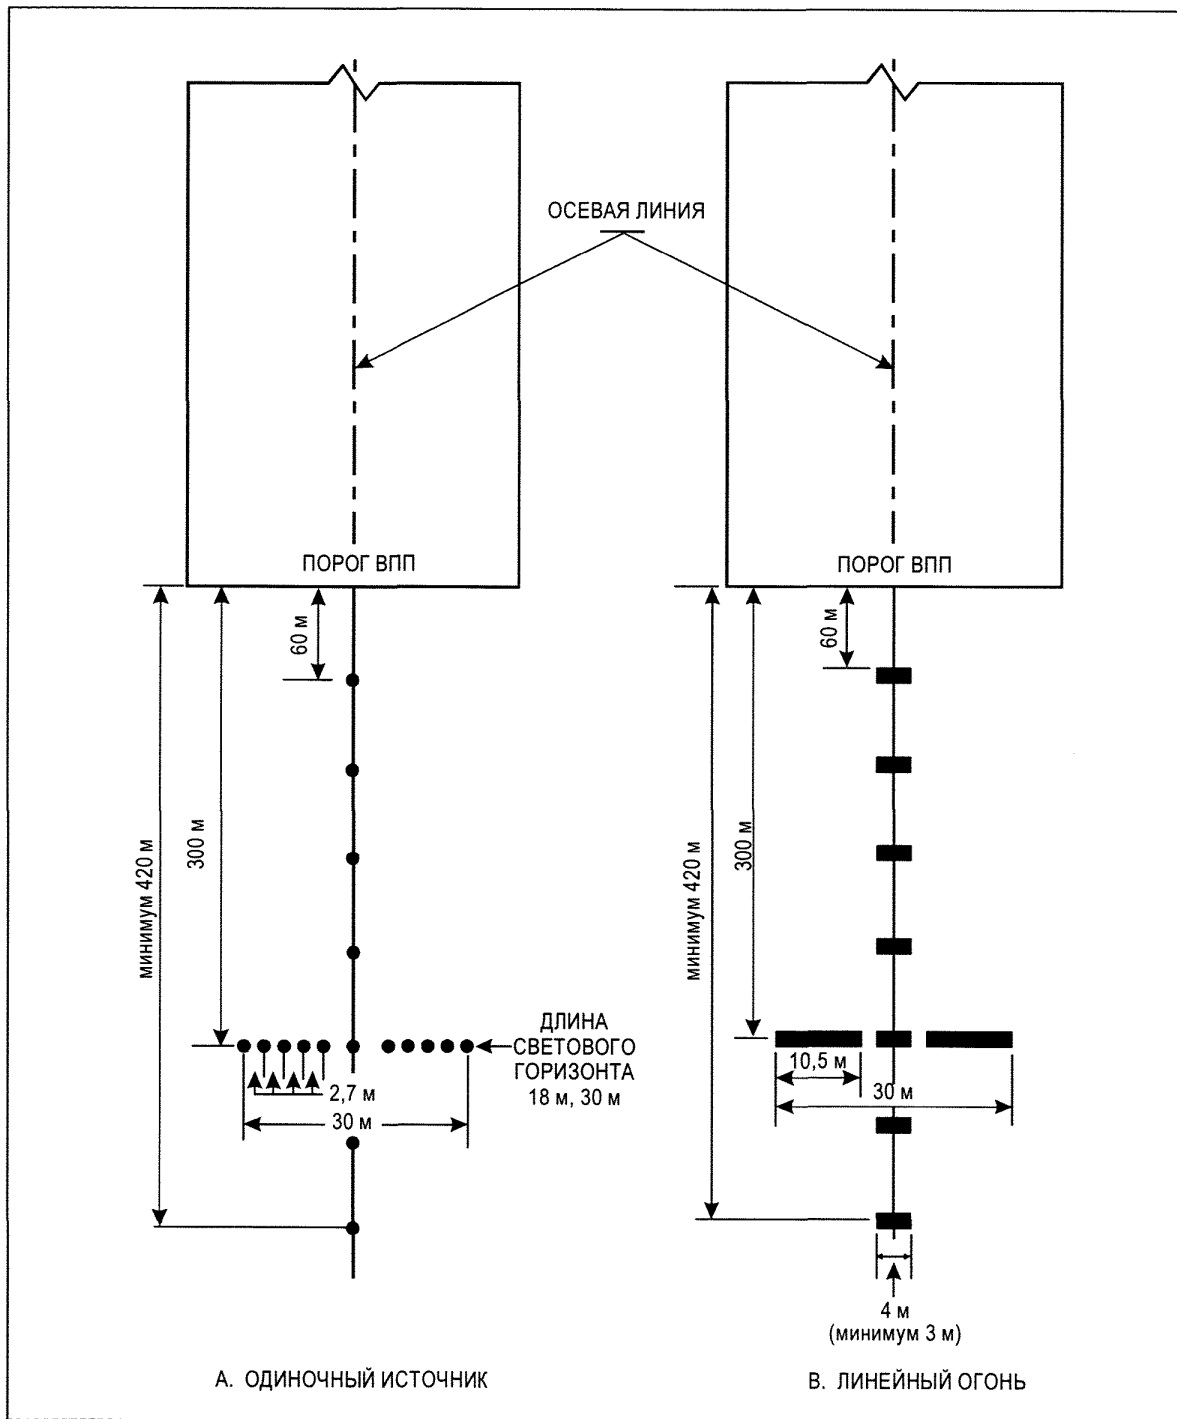 ОСЕВАЯ ЛИНИЯ
ПОРОГ ВПП
ПОРОГ ВПП
60 м
60 м
300 м
минимум 420 м
300 м
минимум 420 м
ДЛИНА
СВЕТОВОГО
ГОРИЗОНТА
18 м, 30 м
2,7 м
30 м
10,5 м
30 м
4 м
(минимум 3 м)
А. ОДИНОЧНЫЙ ИСТОЧНИК
В. ЛИНЕЙНЫЙ ОГОНЬ